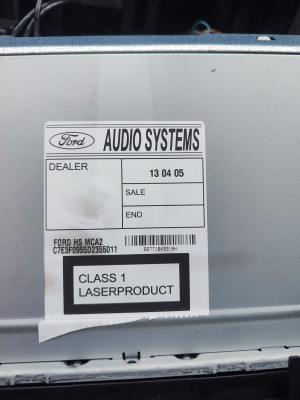 Ford AUDIO SYSTEMS
DEALER 13 04 05
SALE
END
FORD HS MCA2
C7E3F0955D2355011
CLASS 1
LASERPRODUCT